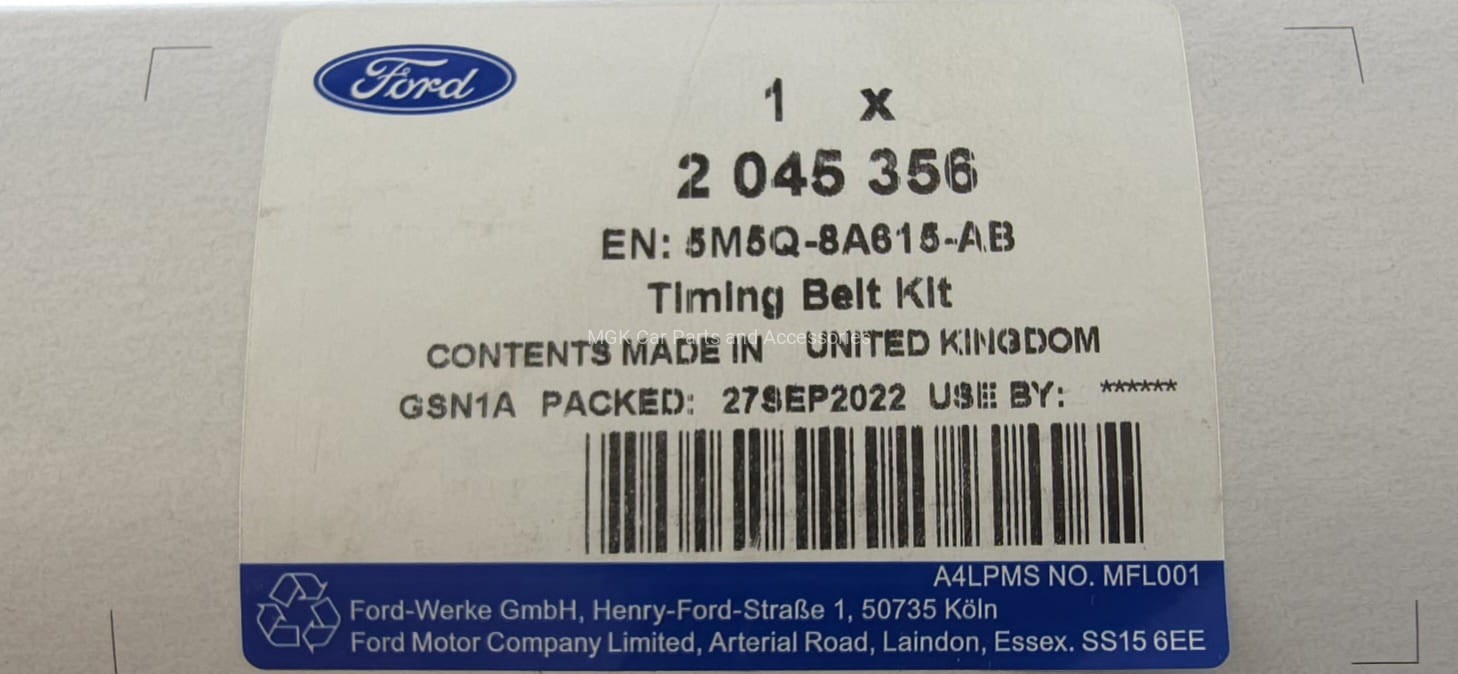 Ford
1 x
2 045 356
EN: 5M5Q-8A615-AB
Timing Belt Kit
MGK Car Parts and Accessories
CONTENTS MADE IN UNITED KINGDOM
GSN1A PACKED: 27SEP2022 USE BY: ******
A4LPMS NO. MFL001
Ford-Werke GmbH, Henry-Ford-Straße 1, 50735 Köln
Ford Motor Company Limited, Arterial Road, Laindon, Essex. SS15 6EE